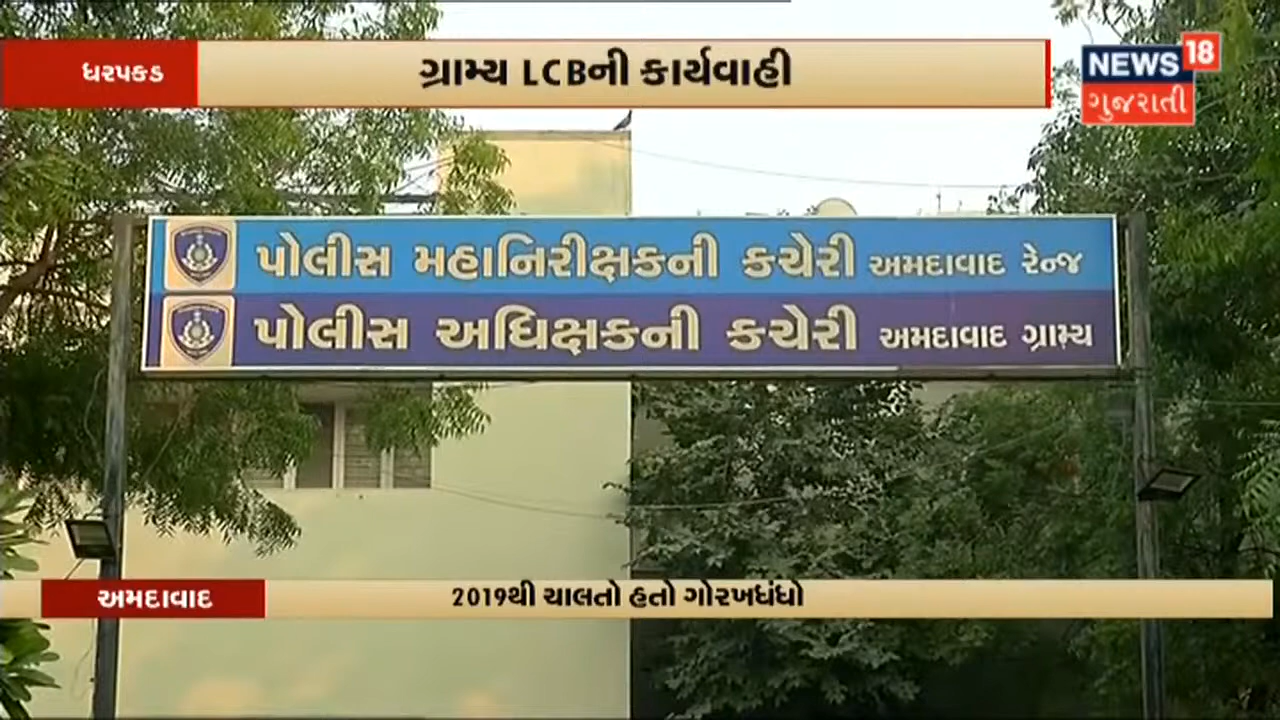 ધરપકડ
ગ્રામ્ય LCBની કાર્યવાહી
NEWS 18
ગુજરાતી
પોલીસ મહાનિરીક્ષકની કચેરી અમદાવાદ રેન્જ
પોલીસ અધિક્ષકની કચેરી અમદાવાદ ગ્રામ્ય
અમદાવાદ
2019થી ચાલતો હતો ગોરખધંધો